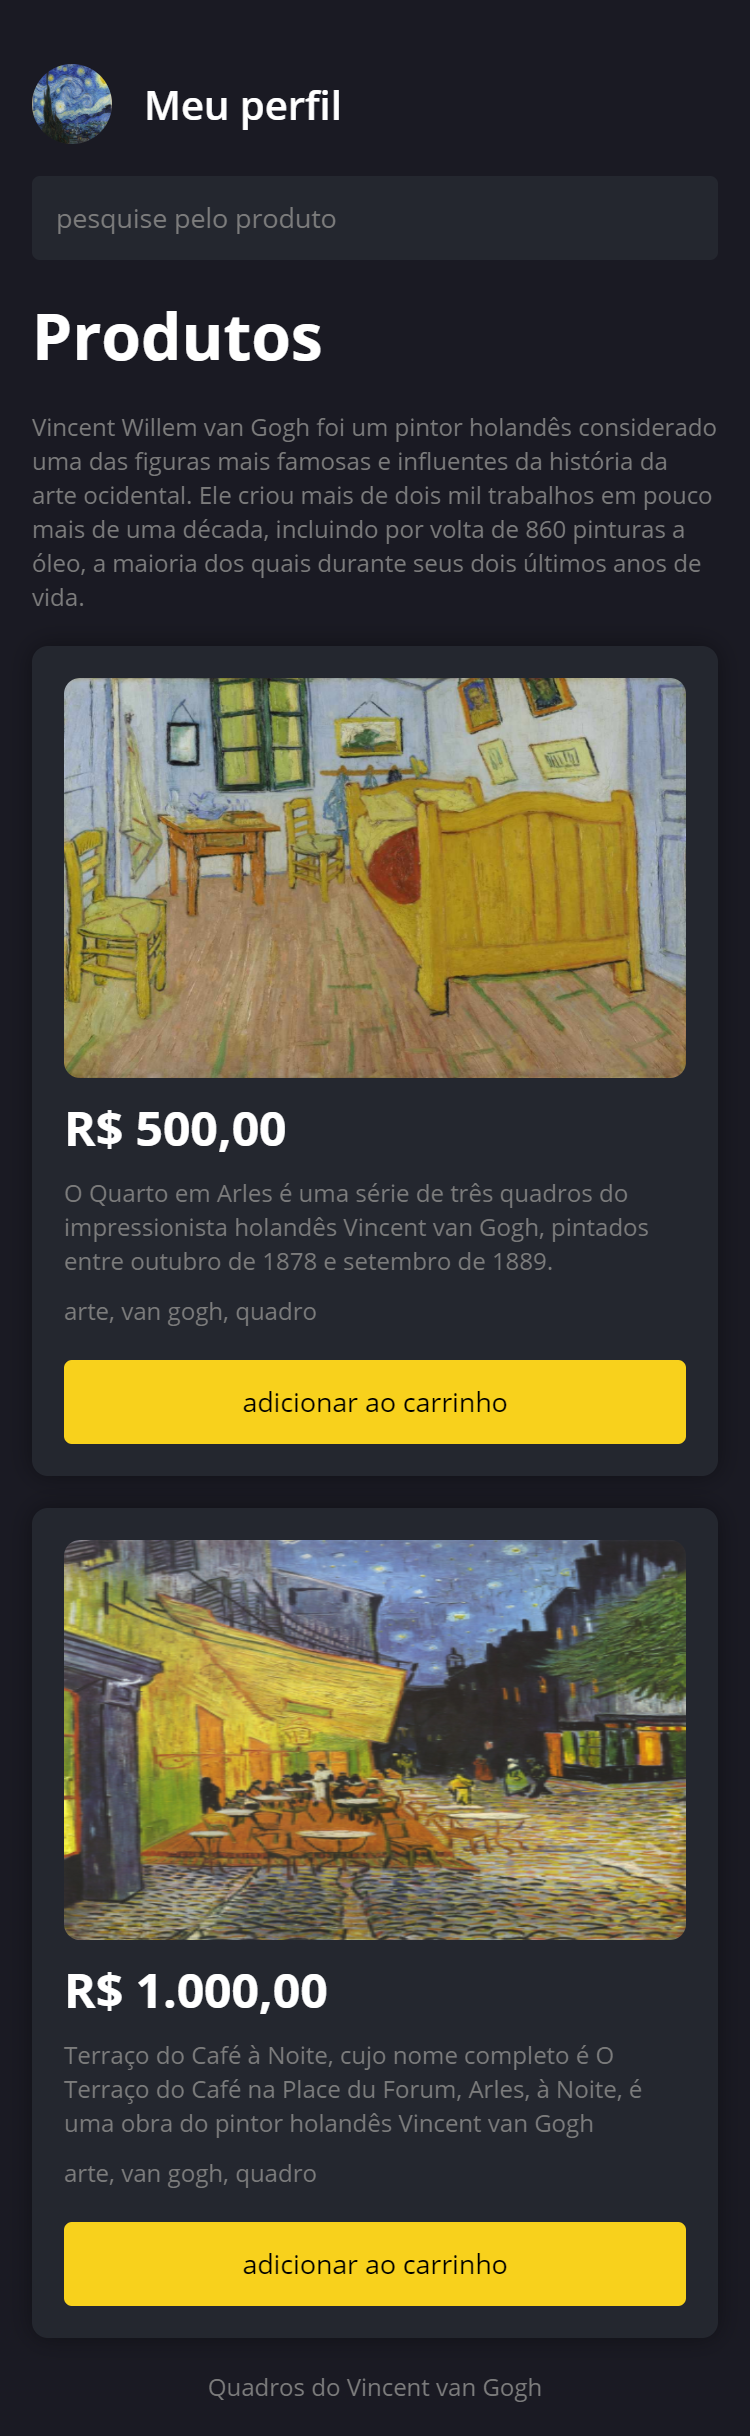 Meu perfil
pesquise pelo produto
Produtos
Vincent Willem van Gogh foi um pintor holandês considerado
uma das figuras mais famosas e influentes da história da
arte ocidental. Ele criou mais de dois mil trabalhos em pouco
mais de uma década, incluindo por volta de 860 pinturas a
óleo, a maioria dos quais durante seus dois últimos anos de
vida.
R$ 500,00
O Quarto em Arles é uma série de três quadros do
impressionista holandês Vincent van Gogh, pintados
entre outubro de 1878 e setembro de 1889.
arte, van gogh, quadro
adicionar ao carrinho
R$ 1.000,00
Terraço do Café à Noite, cujo nome completo é O
Terraço do Café na Place du Forum, Arles, à Noite, é
uma obra do pintor holandês Vincent van Gogh
arte, van gogh, quadro
adicionar ao carrinho
Quadros do Vincent van Gogh